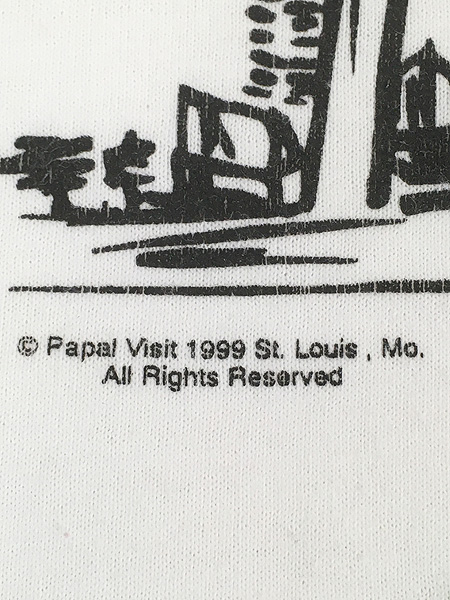 © Papal Visit 1999 St. Louis , Mo.
All Rights Reserved